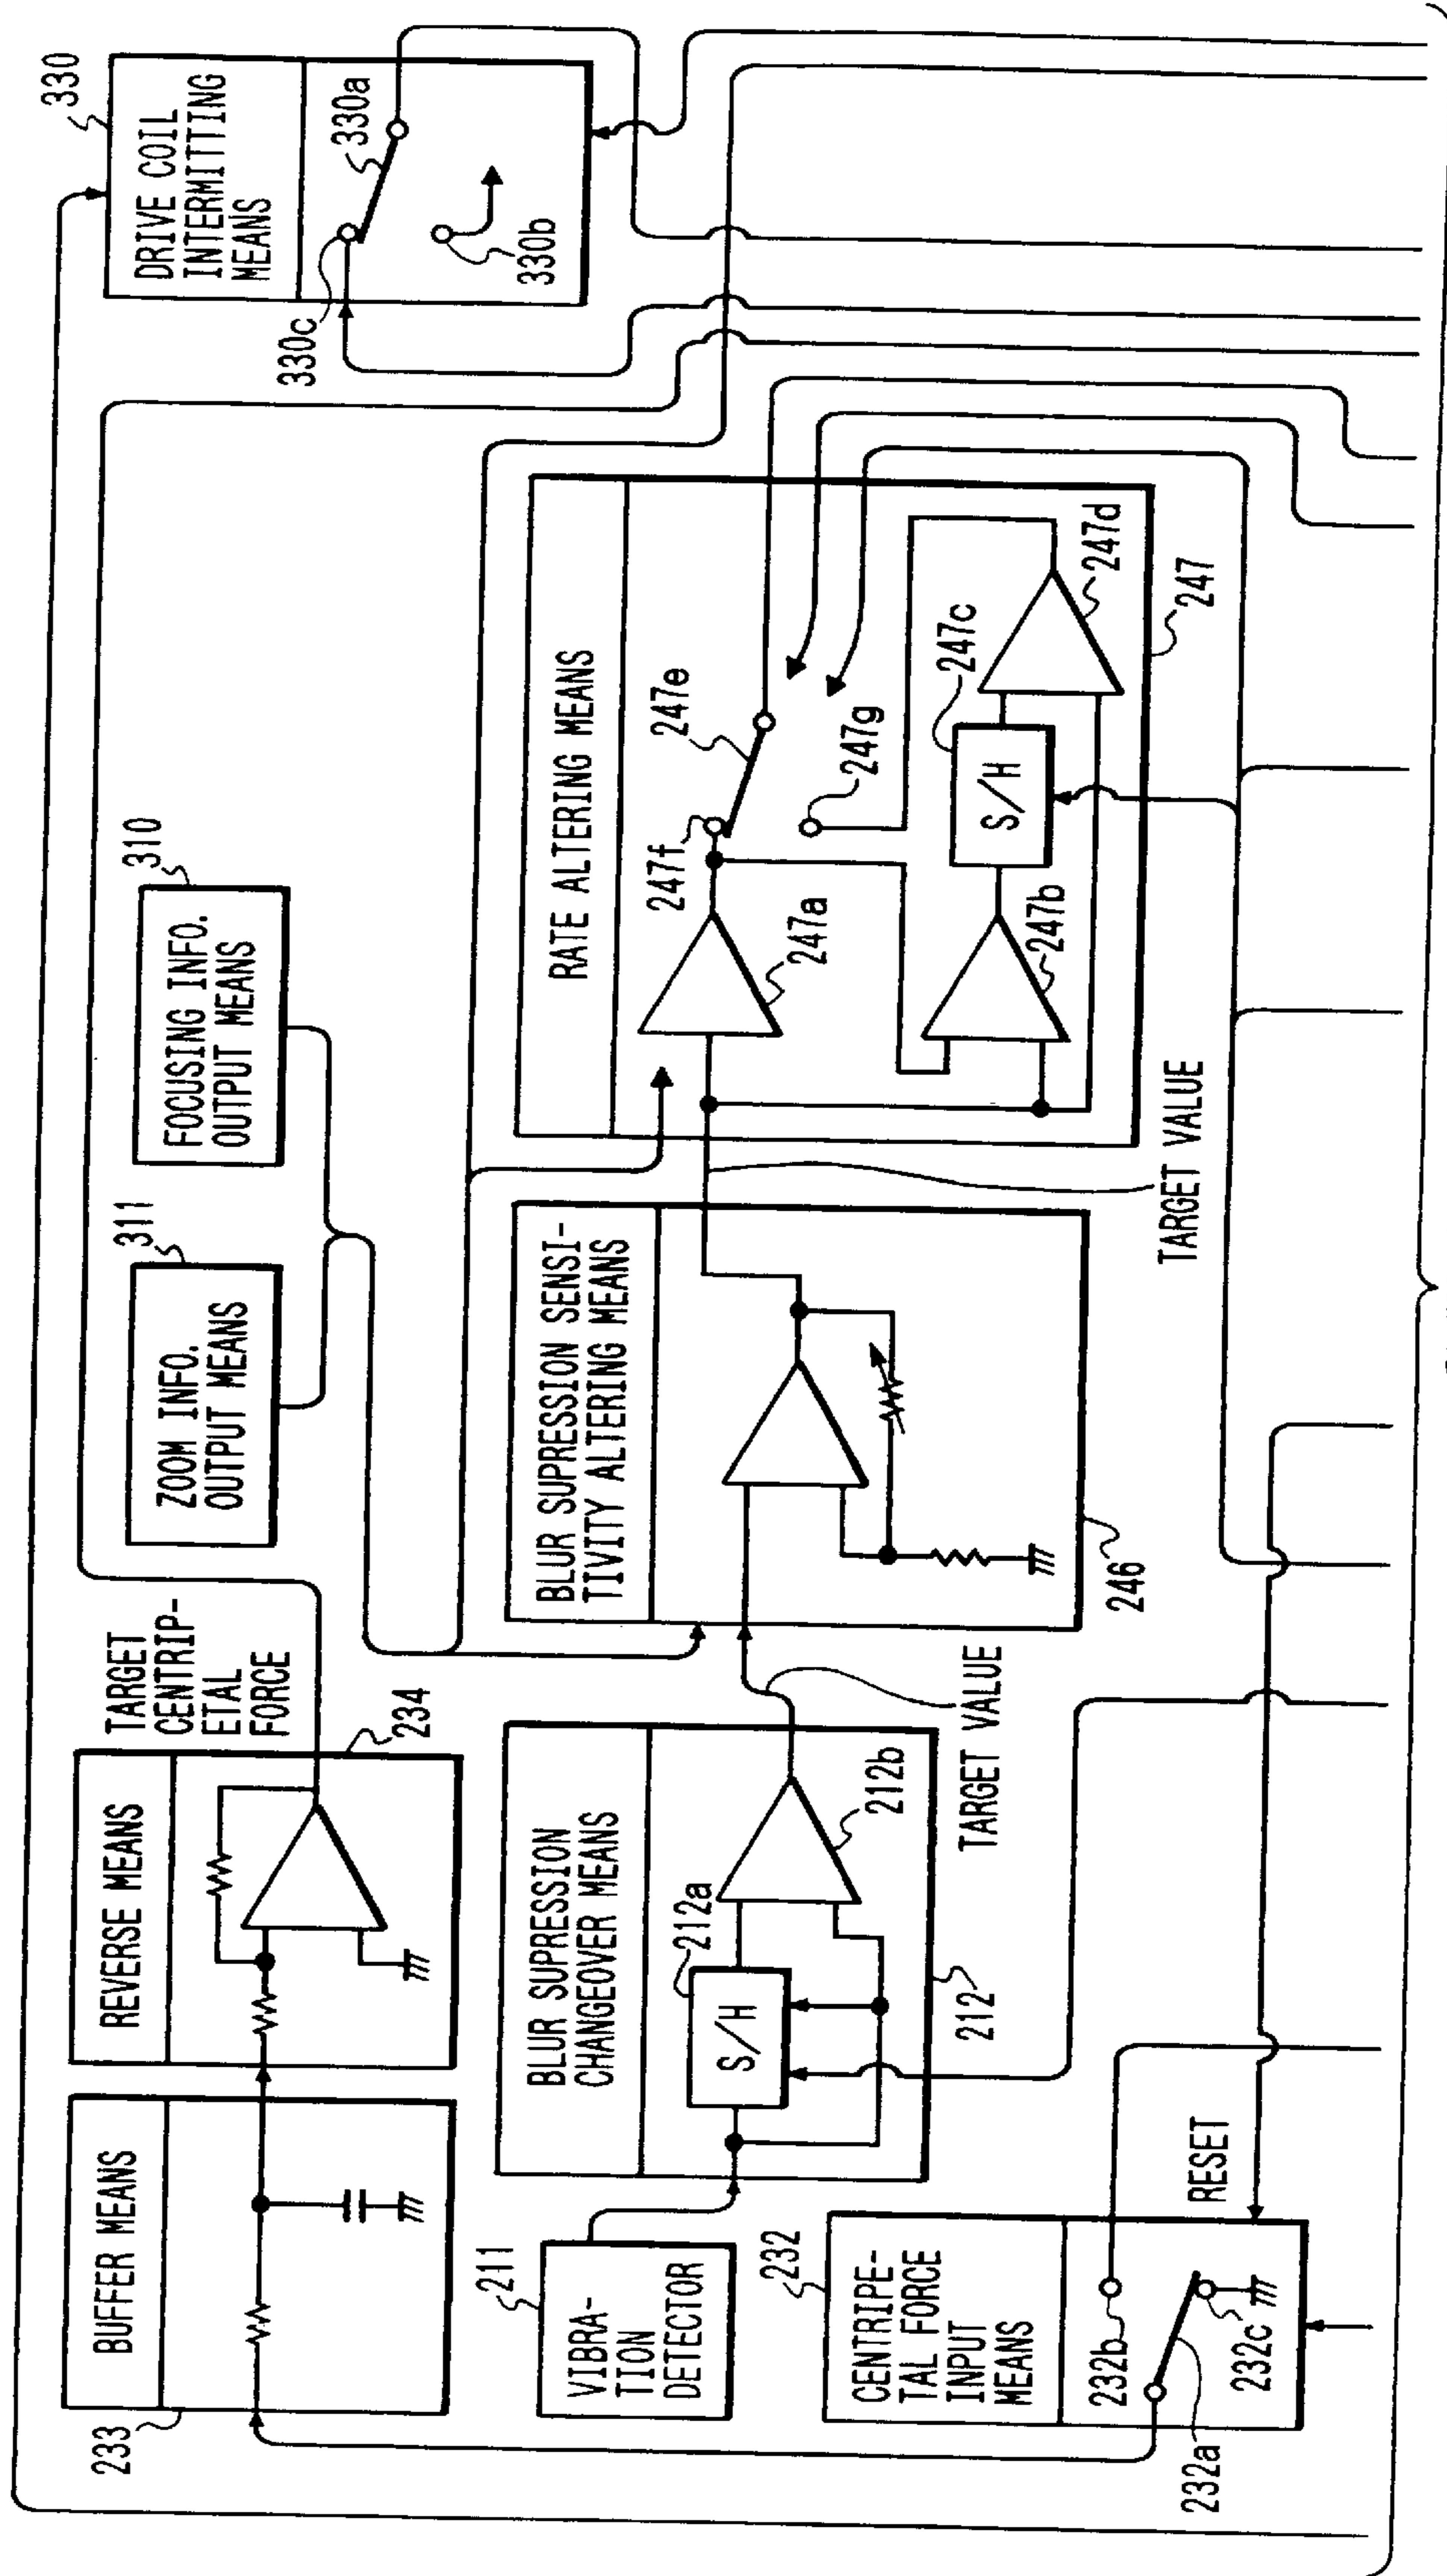 BUFFER MEANS
233
REVERSE MEANS
234
TARGET
CENTRIP-
ETAL
FORCE
ZOOM INFO.
OUTPUT MEANS
311
FOCUSING INFO.
OUTPUT MEANS
310
DRIVE COIL
INTERMITTING
MEANS
330
330a
330b
330c
VIBRA-
TION
DETECTOR
211
BLUR SUPRESSION
CHANGEOVER MEANS
S/H
212a
212b
212
TARGET VALUE
BLUR SUPRESSION SENSI-
TIVITY ALTERING MEANS
246
TARGET VALUE
RATE ALTERING MEANS
247a
247f
247e
247g
247b
S/H
247c
247d
247
CENTRIPE-
TAL FORCE
INPUT
MEANS
232
232b
232a
232c
RESET